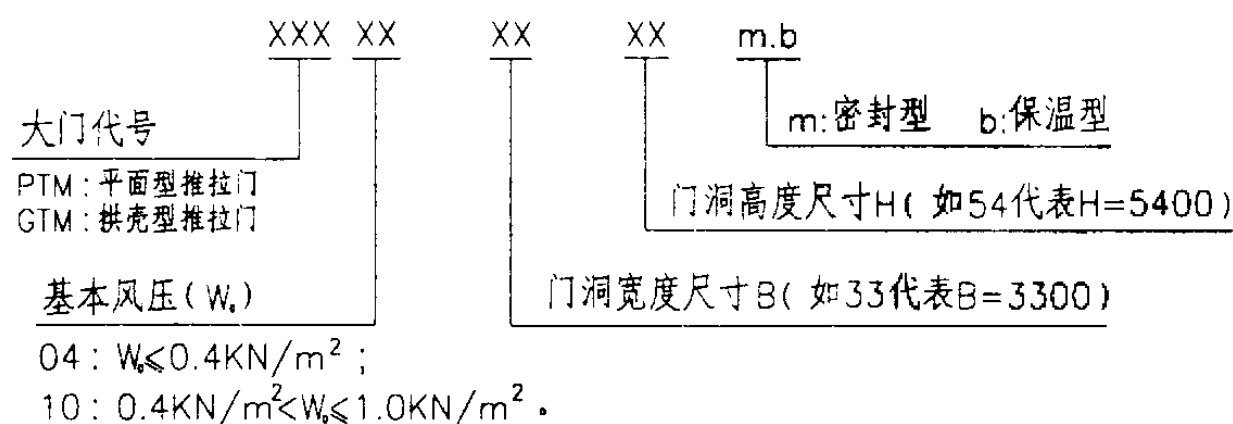 XXX XX XX XX m.b
m:密封型 b:保温型
大门代号
PTM:平面型推拉门
GTM:拱壳型推拉门
门洞高度尺寸H(如54代表H=5400)
基本风压(W₀)
门洞宽度尺寸B(如33代表B=3300)
04:W₀≤0.4KN/m²;
10:0.4KN/m²<W₀≤1.0KN/m²。